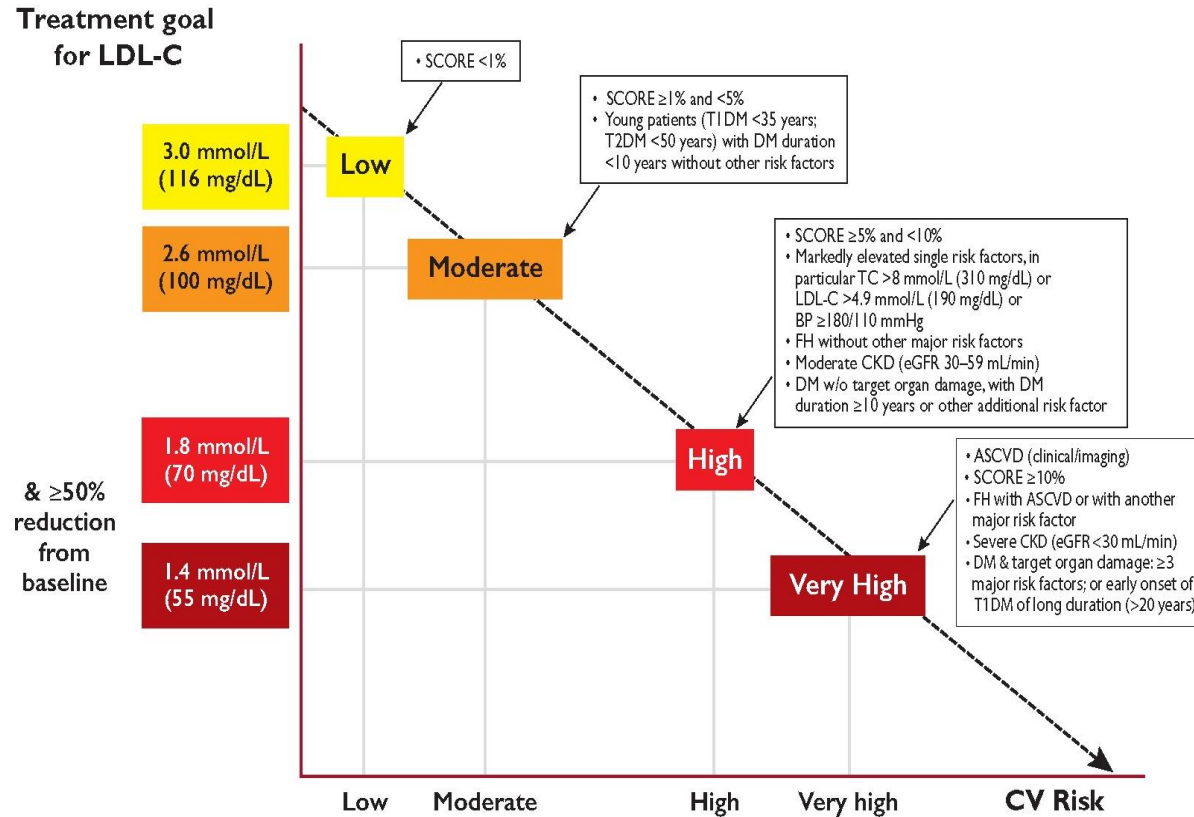 Treatment goal
for LDL-C
3.0 mmol/L
(116 mg/dL)
2.6 mmol/L
(100 mg/dL)
1.8 mmol/L
(70 mg/dL)
& ≥50%
reduction
from
baseline
1.4 mmol/L
(55 mg/dL)
Low
• SCORE <1%
Moderate
• SCORE ≥1% and <5%
• Young patients (T1DM <35 years;
T2DM <50 years) with DM duration
<10 years without other risk factors
High
• SCORE ≥5% and <10%
• Markedly elevated single risk factors, in
particular TC >8 mmol/L (310 mg/dL) or
LDL-C >4.9 mmol/L (190 mg/dL) or
BP ≥180/110 mmHg
• FH without other major risk factors
• Moderate CKD (eGFR 30–59 mL/min)
• DM w/o target organ damage, with DM
duration ≥10 years or other additional risk factor
Very High
• ASCVD (clinical/imaging)
• SCORE ≥10%
• FH with ASCVD or with another
major risk factor
• Severe CKD (eGFR <30 mL/min)
• DM & target organ damage: ≥3
major risk factors; or early onset of
T1DM of long duration (>20 years)
Low
Moderate
High
Very high
CV Risk